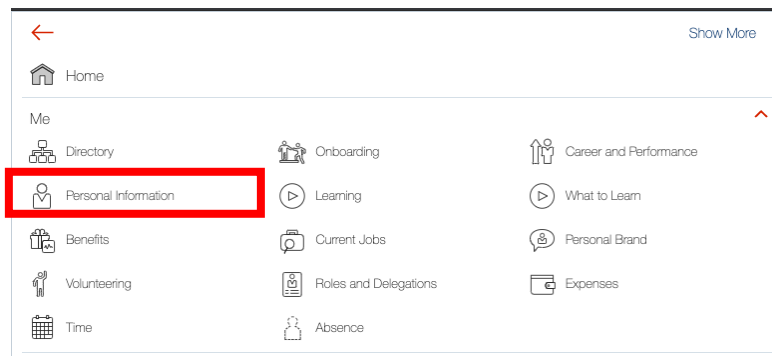 Show More
Home
Me
Directory Onboarding Career and Performance
Personal Information Learning What to Learn
Benefits Current Jobs Personal Brand
Volunteering Roles and Delegations Expenses
Time Absence